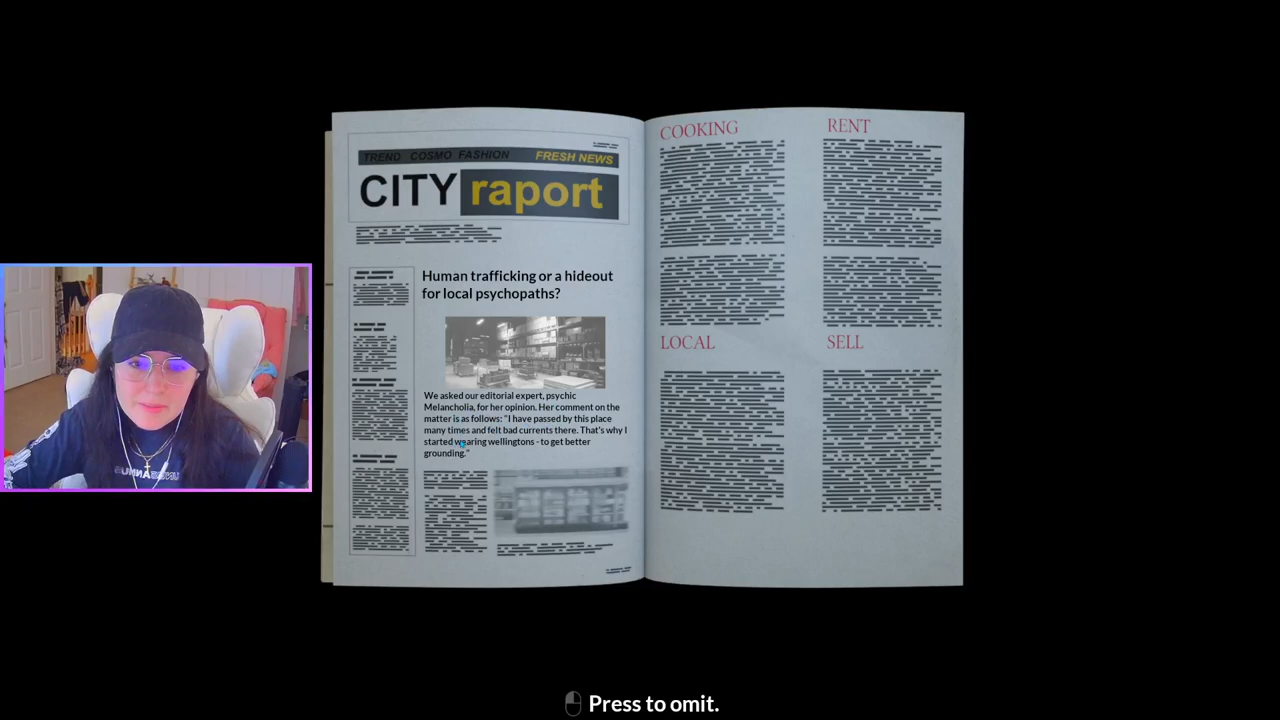 TREND COSMO FASHION FRESH NEWS
CITY raport
Human trafficking or a hideout
for local psychopaths?
We asked our editorial expert, psychic
Melancholia, for her opinion. Her comment on the
matter is as follows: "I have passed by this place
many times and felt bad currents there. That's why I
started wearing wellingtons - to get better
grounding."
COOKING
RENT
LOCAL
SELL
Press to omit.